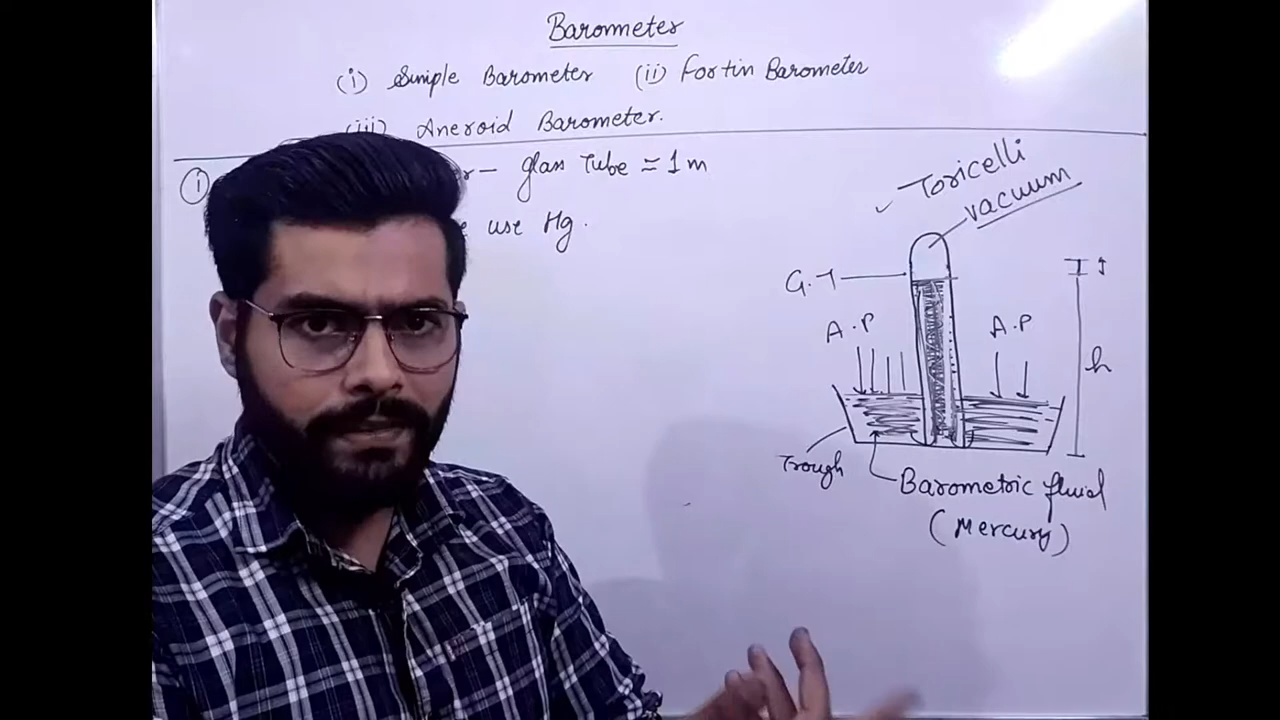 Barometer
(i) Simple Barometer (ii) Fortin Barometer
(iii) Aneroid Barometer.
(i) - Glass Tube ≃ 1 m
use Hg.
Toricelli
vacuum
G.T
A.P
A.P
h
Trough
Barometric fluid
(Mercury)